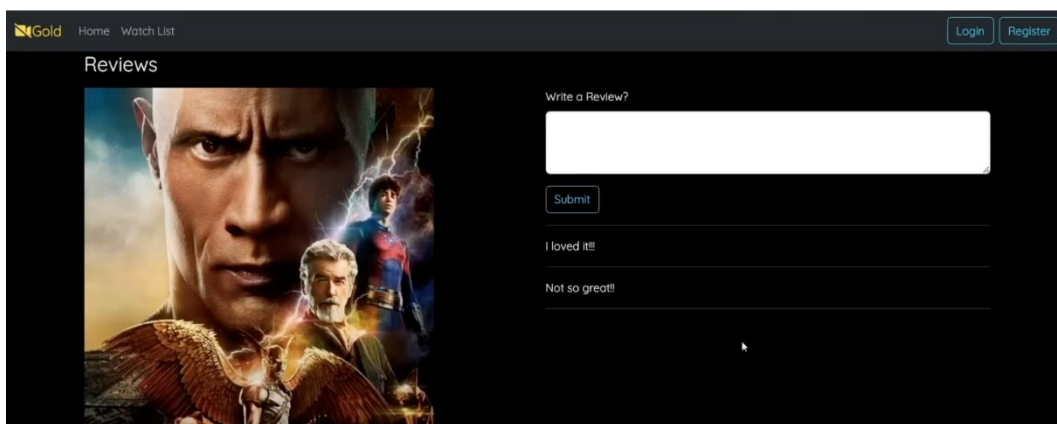 Gold Home Watch List Login Register
Reviews
Write a Review?
Submit
I loved it!!!
Not so great!!